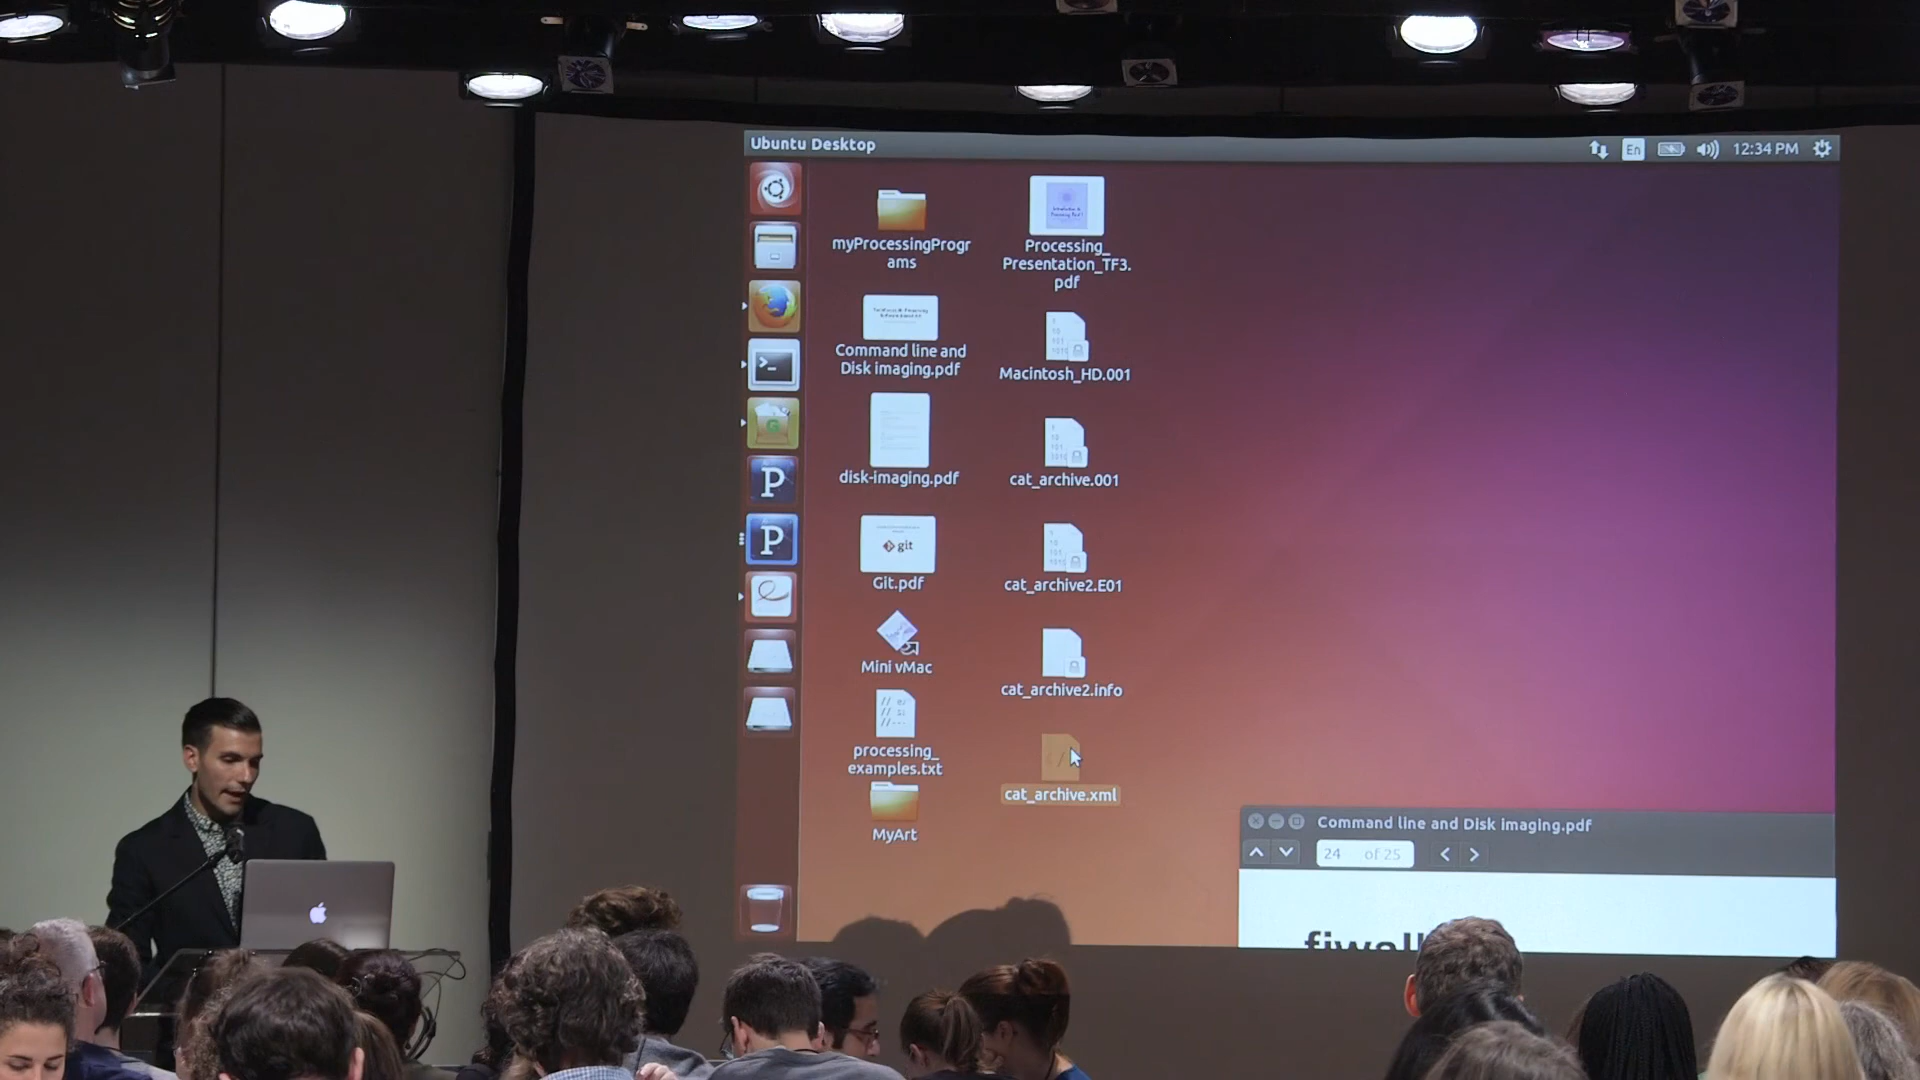 Ubuntu Desktop
En
12:34 PM
myProcessingProgr
ams
Processing_
Presentation_TF3.
pdf
Command line and
Disk imaging.pdf
Macintosh_HD.001
disk-imaging.pdf
cat_archive.001
git
Git.pdf
cat_archive2.E01
Mini vMac
cat_archive2.info
processing_
examples.txt
cat_archive.xml
MyArt
P
P
Command line and Disk imaging.pdf
24 of 25